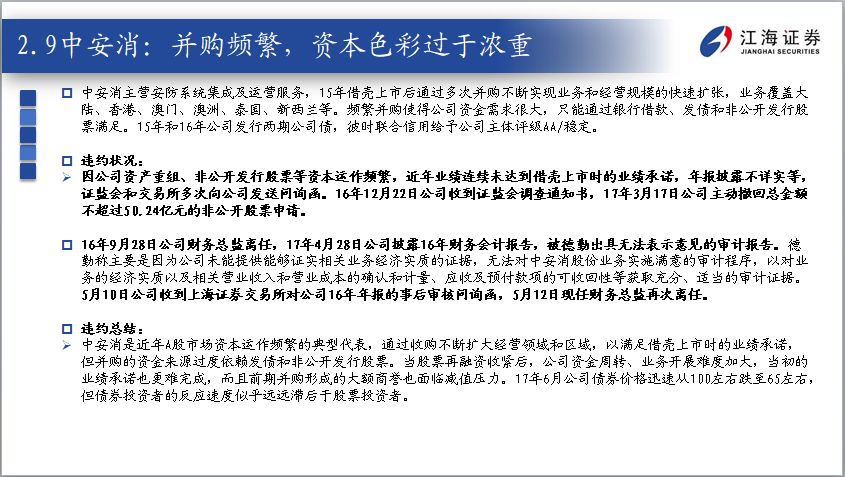 2.9中安消：并购频繁，资本色彩过于浓重
江海证券
JIANGHAI SECURITIES
中安消主营安防系统集成及运营服务，15年借壳上市后通过多次并购不断实现业务和经营规模的快速扩张，业务覆盖大
陆、香港、澳门、澳洲、泰国、新西兰等。频繁并购使得公司资金需求很大，只能通过银行借款、发债和非公开发行股
票满足。15年和16年公司发行两期公司债，彼时联合信用给予公司主体评级AA/稳定。
违约状况：
因公司资产重组、非公开发行股票等资本运作频繁，近年业绩连续未达到借壳上市时的业绩承诺，年报披露不详实等，
证监会和交易所多次向公司发送问询函。16年12月22日公司收到证监会调查通知书，17年3月17日公司主动撤回总金额
不超过50.24亿元的非公开股票申请。
16年9月28日公司财务总监离任，17年4月28日公司披露16年财务会计报告，被德勤出具无法表示意见的审计报告。德
勤称主要是因为公司未能提供能够证实相关业务经济实质的证据，无法对中安消股份业务实施满意的审计程序，以对业
务的经济实质以及相关营业收入和营业成本的确认和计量、应收及预付款项的可收回性等获取充分、适当的审计证据。
5月10日公司收到上海证券交易所对公司16年年报的事后审核问询函，5月12日现任财务总监再次离任。
违约总结：
中安消是近年A股市场资本运作频繁的典型代表，通过收购不断扩大经营领域和区域，以满足借壳上市时的业绩承诺，
但并购的资金来源过度依赖发债和非公开发行股票。当股票再融资收紧后，公司资金周转、业务开展难度加大，当初的
业绩承诺也更难完成，而且前期并购形成的大额商誉也面临减值压力。17年6月公司债券价格迅速从100左右跌至65左右，
但债券投资者的反应速度似乎远远滞后于股票投资者。